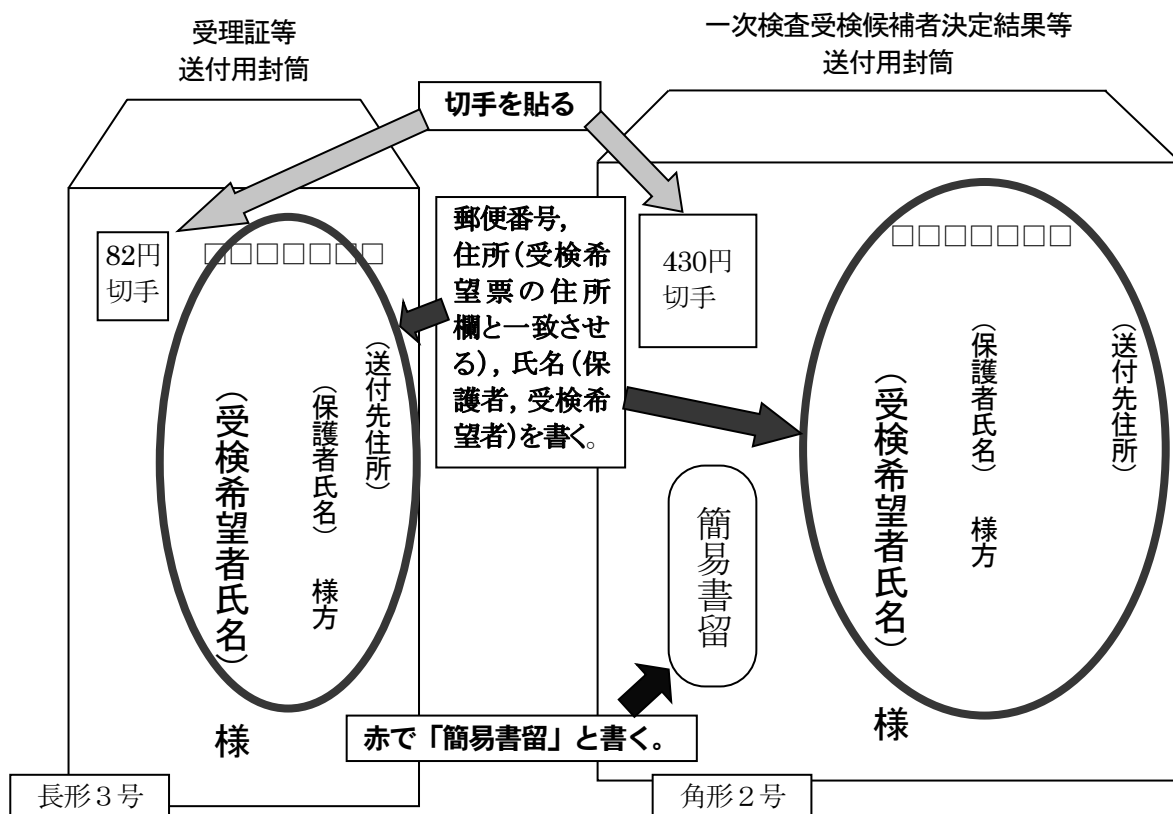 受理証等
送付用封筒
一次検査受検候補者決定結果等
送付用封筒
切手を貼る
82円
切手
□□□□□□□
郵便番号,
住所(受検希
望票の住所
欄と一致させ
る), 氏名(保
護者, 受検希
望者)を書く。
430円
切手
□□□□□□□
(送付先住所)
(保護者氏名) 様方
(受検希望者氏名) 様
(送付先住所)
(保護者氏名) 様方
(受検希望者氏名) 様
簡易書留
赤で「簡易書留」と書く。
長形３号
角形２号